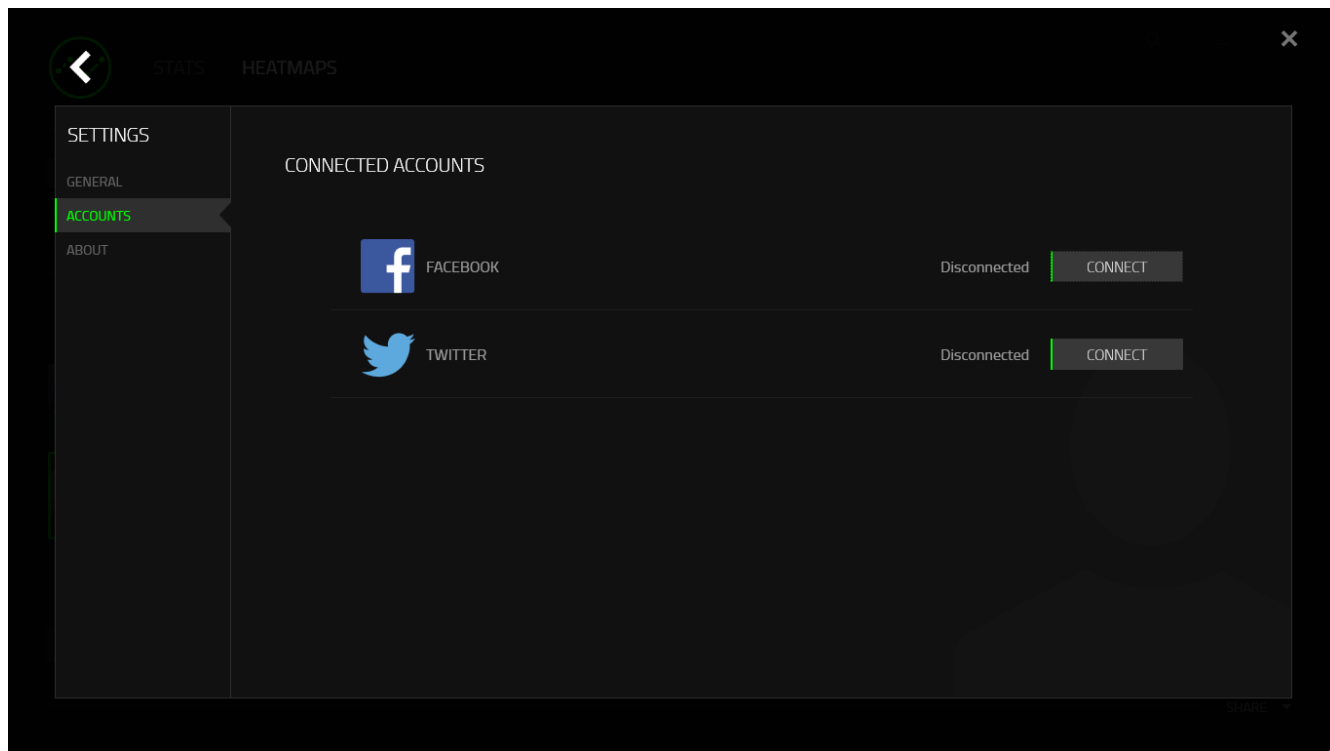 STATS HEATMAPS
SETTINGS
GENERAL
ACCOUNTS
ABOUT
CONNECTED ACCOUNTS
FACEBOOK Disconnected CONNECT
TWITTER Disconnected CONNECT
SHARE